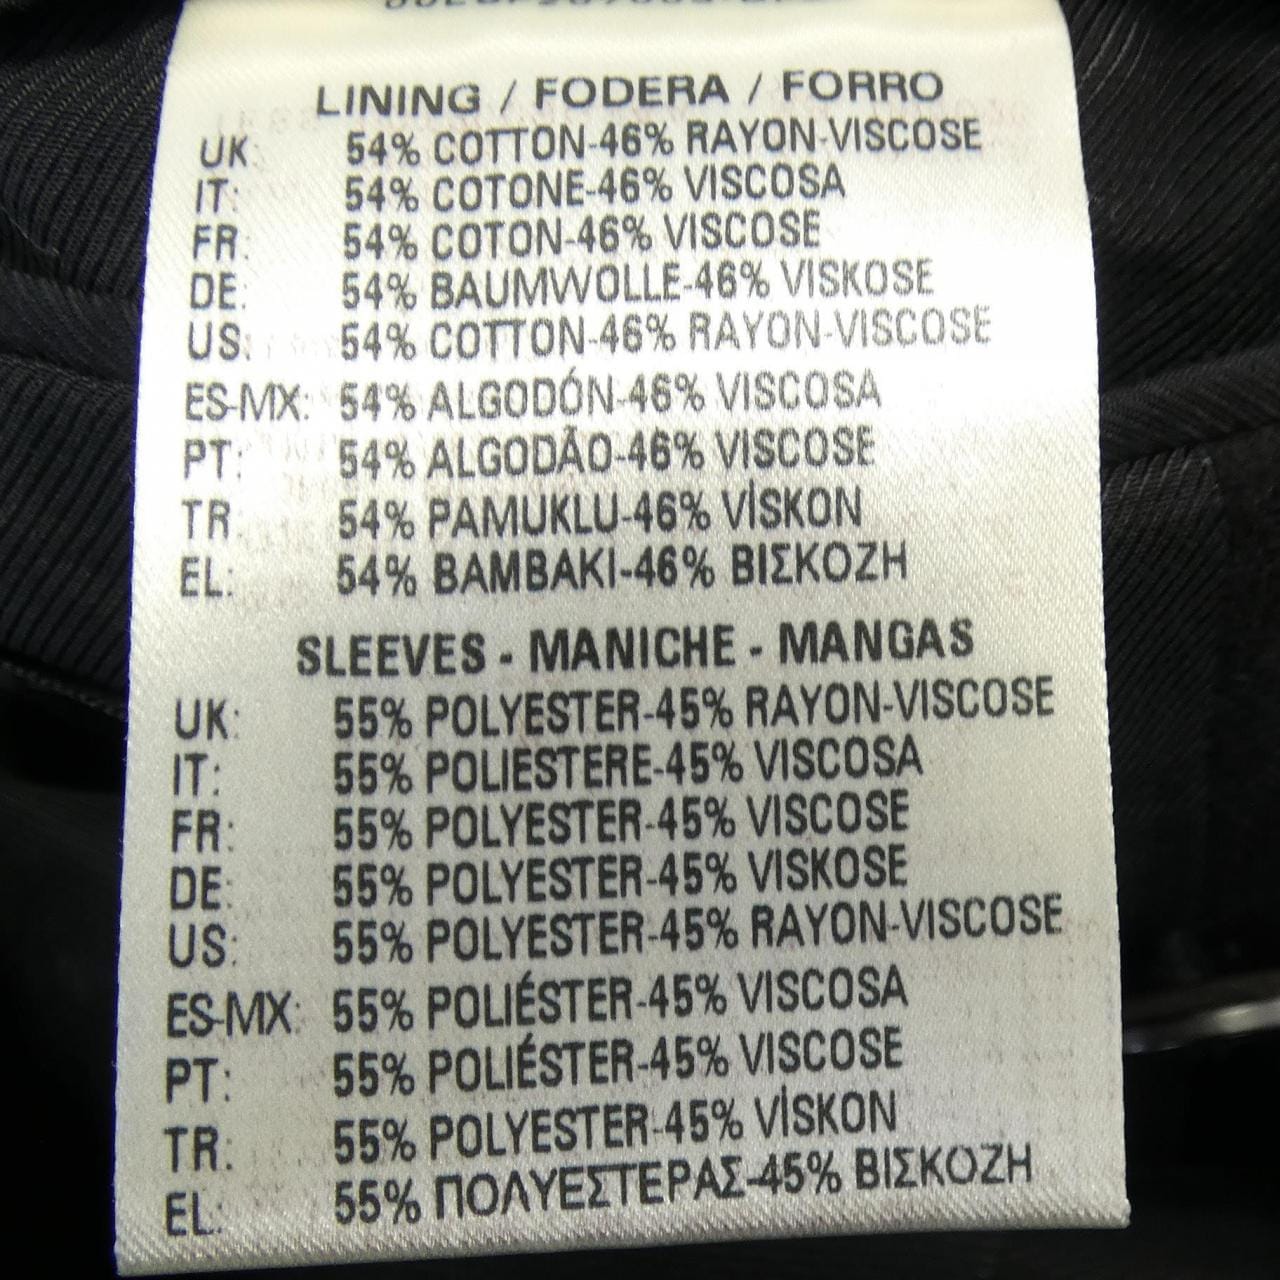 LINING / FODERA / FORRO
UK: 54% COTTON-46% RAYON-VISCOSE
IT: 54% COTONE-46% VISCOSA
FR: 54% COTON-46% VISCOSE
DE: 54% BAUMWOLLE-46% VISKOSE
US: 54% COTTON-46% RAYON-VISCOSE
ES-MX: 54% ALGODÓN-46% VISCOSA
PT: 54% ALGODÃO-46% VISCOSE
TR 54% PAMUKLU-46% VİSKON
EL: 54% BAMBAKI-46% ΒΙΣΚΟΖΗ
SLEEVES - MANICHE - MANGAS
UK: 55% POLYESTER-45% RAYON-VISCOSE
IT: 55% POLIESTERE-45% VISCOSA
FR: 55% POLYESTER-45% VISCOSE
DE: 55% POLYESTER-45% VISKOSE
US: 55% POLYESTER-45% RAYON-VISCOSE
ES-MX: 55% POLIÉSTER-45% VISCOSA
PT: 55% POLIÉSTER-45% VISCOSE
TR: 55% POLYESTER-45% VİSKON
EL: 55% ΠΟΛΥΕΣΤΕΡΑΣ-45% ΒΙΣΚΟΖΗ